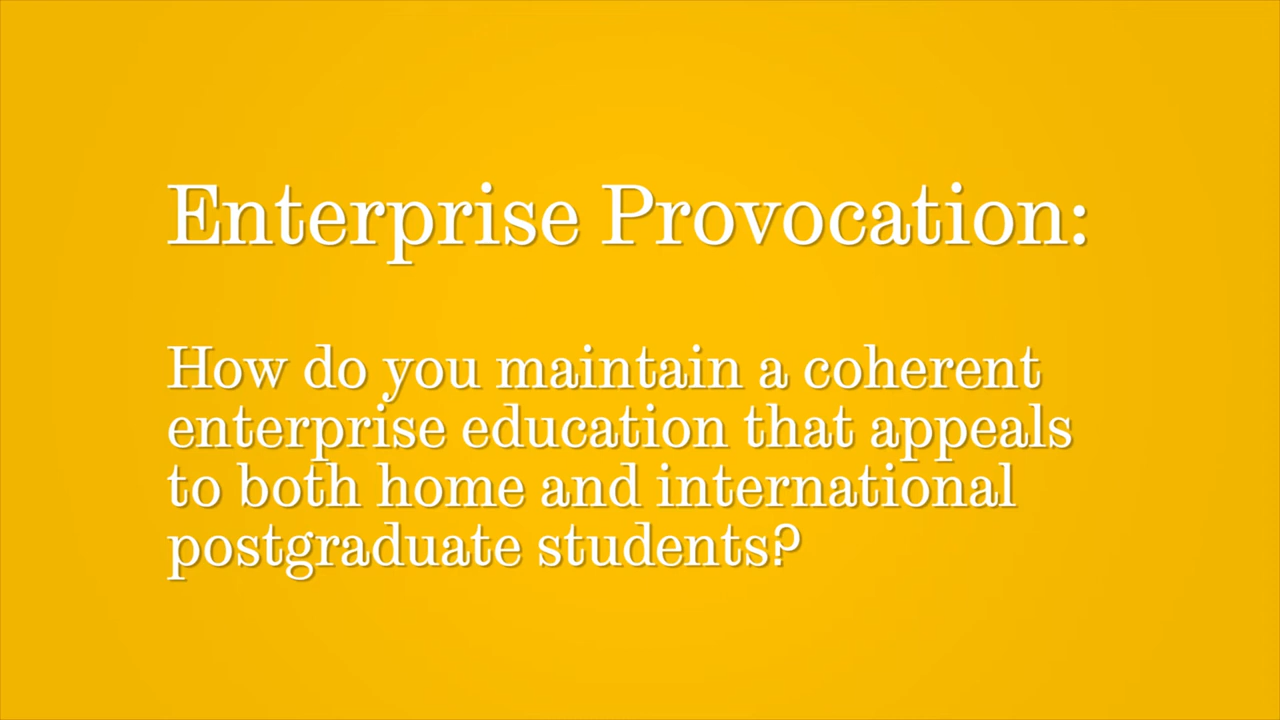 Enterprise Provocation:
How do you maintain a coherent
enterprise education that appeals
to both home and international
postgraduate students?